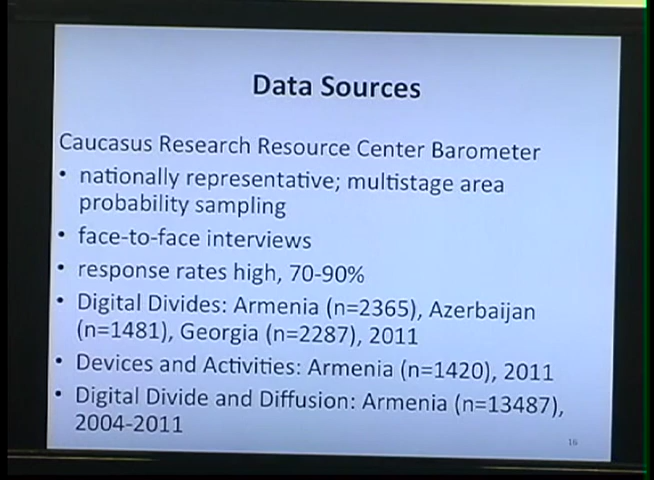 Data Sources
Caucasus Research Resource Center Barometer
• nationally representative; multistage area
probability sampling
• face-to-face interviews
• response rates high, 70-90%
• Digital Divides: Armenia (n=2365), Azerbaijan
(n=1481), Georgia (n=2287), 2011
• Devices and Activities: Armenia (n=1420), 2011
• Digital Divide and Diffusion: Armenia (n=13487),
2004-2011
16